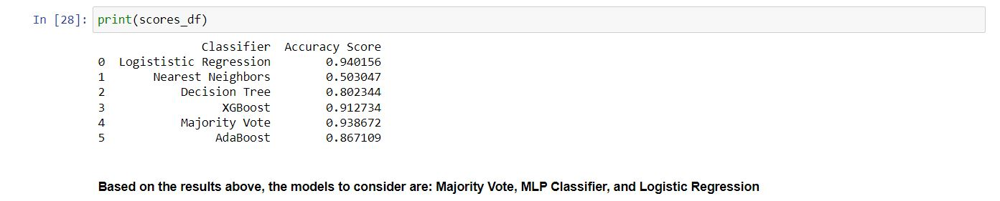 In [28]: print(scores_df)
Classifier Accuracy Score
0 Logististic Regression 0.940156
1 Nearest Neighbors 0.503047
2 Decision Tree 0.802344
3 XGBoost 0.912734
4 Majority Vote 0.938672
5 AdaBoost 0.867109
Based on the results above, the models to consider are: Majority Vote, MLP Classifier, and Logistic Regression